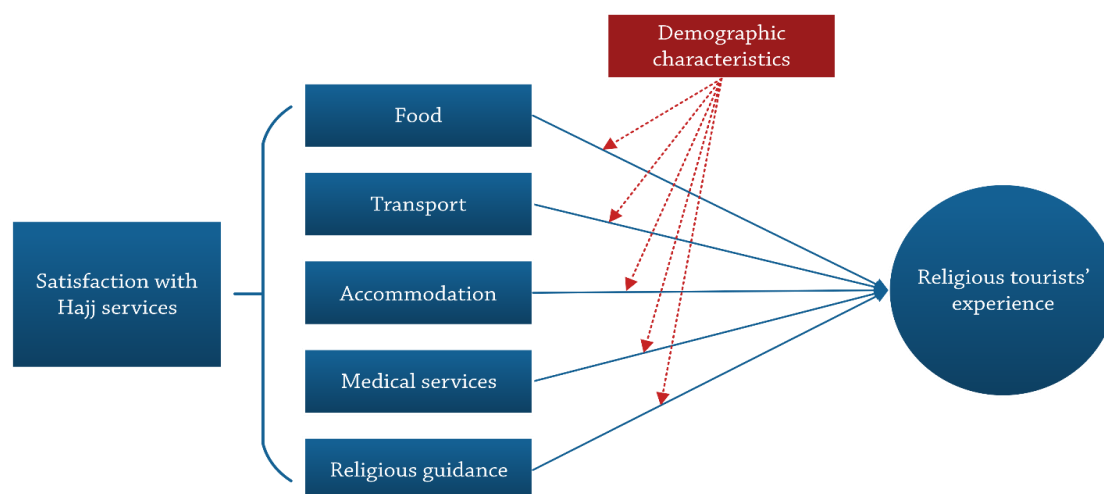 Demographic
characteristics
Food
Transport
Satisfaction with
Hajj services
Accommodation
Religious tourists’
experience
Medical services
Religious guidance